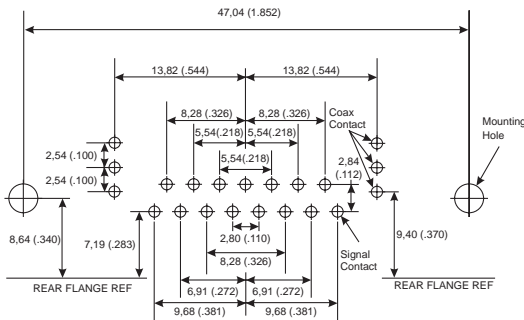 47,04 (1.852)
13,82 (.544)
13,82 (.544)
8,28 (.326)
8,28 (.326)
Coax
Contact
Mounting
Hole
5,54(.218)
5,54(.218)
2,54 (.100)
5,54(.218)
2,84
(.112)
2,54 (.100)
8,64 (.340)
7,19 (.283)
2,80 (.110)
9,40 (.370)
8,28 (.326)
Signal
Contact
REAR FLANGE REF
REAR FLANGE REF
6,91 (.272)
6,91 (.272)
9.68 (.381)
9.68 (.381)